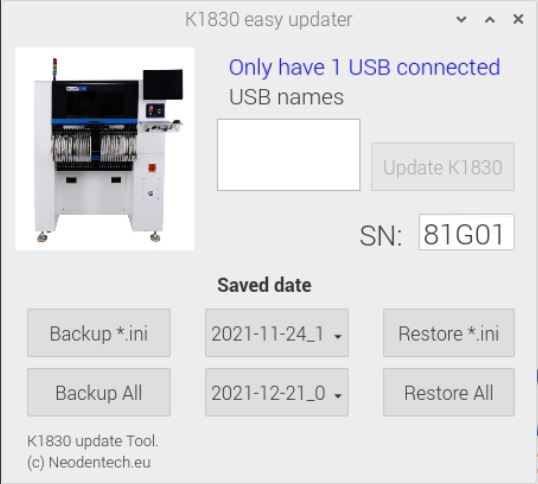 K1830 easy updater
Only have 1 USB connected
USB names
Update K1830
SN: 81G01
Saved date
Backup *.ini 2021-11-24_1 Restore *.ini
Backup All 2021-12-21_0 Restore All
K1830 update Tool.
(c) Neodentech.eu